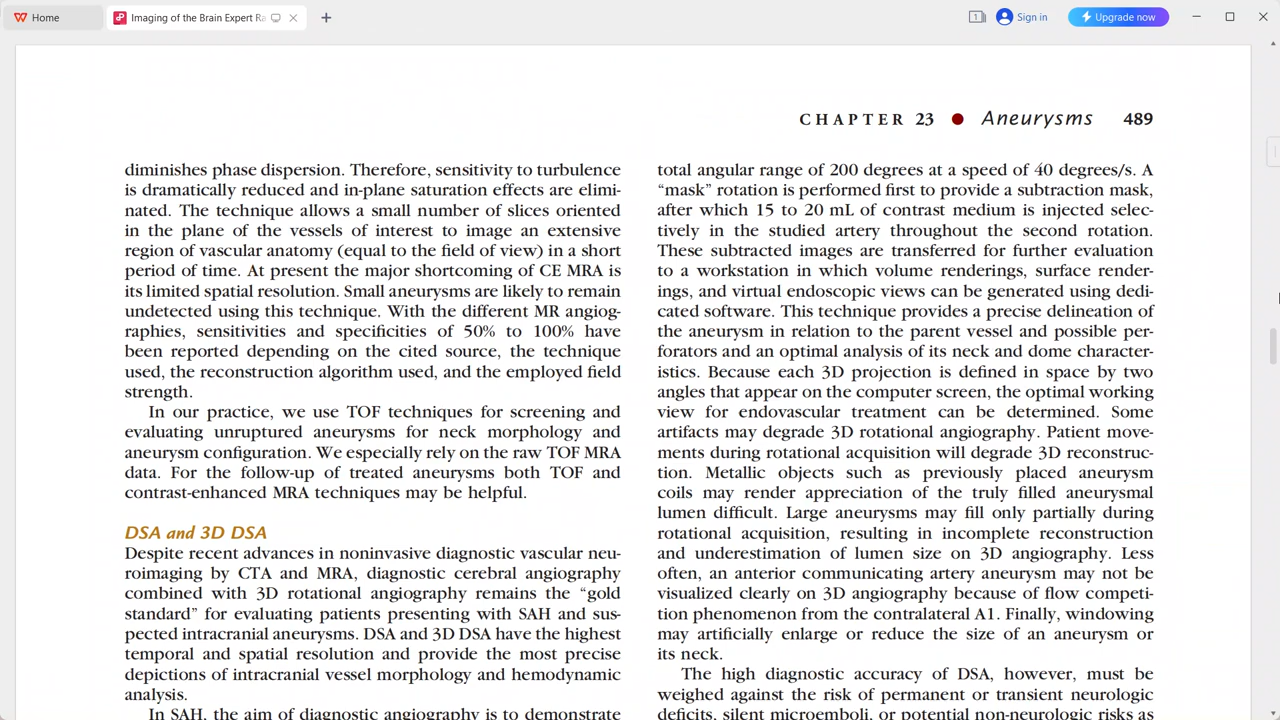 Home
Imaging of the Brain Expert Ra
1
Sign in
Upgrade now
CHAPTER 23 ● Aneurysms 489
diminishes phase dispersion. Therefore, sensitivity to turbulence
is dramatically reduced and in-plane saturation effects are elimi-
nated. The technique allows a small number of slices oriented
in the plane of the vessels of interest to image an extensive
region of vascular anatomy (equal to the field of view) in a short
period of time. At present the major shortcoming of CE MRA is
its limited spatial resolution. Small aneurysms are likely to remain
undetected using this technique. With the different MR angiog-
raphies, sensitivities and specificities of 50% to 100% have
been reported depending on the cited source, the technique
used, the reconstruction algorithm used, and the employed field
strength.
In our practice, we use TOF techniques for screening and
evaluating unruptured aneurysms for neck morphology and
aneurysm configuration. We especially rely on the raw TOF MRA
data. For the follow-up of treated aneurysms both TOF and
contrast-enhanced MRA techniques may be helpful.
DSA and 3D DSA
Despite recent advances in noninvasive diagnostic vascular neu-
roimaging by CTA and MRA, diagnostic cerebral angiography
combined with 3D rotational angiography remains the “gold
standard” for evaluating patients presenting with SAH and sus-
pected intracranial aneurysms. DSA and 3D DSA have the highest
temporal and spatial resolution and provide the most precise
depictions of intracranial vessel morphology and hemodynamic
analysis.
In SAH, the aim of diagnostic angiography is to demonstrate
total angular range of 200 degrees at a speed of 40 degrees/s. A
“mask” rotation is performed first to provide a subtraction mask,
after which 15 to 20 mL of contrast medium is injected selec-
tively in the studied artery throughout the second rotation.
These subtracted images are transferred for further evaluation
to a workstation in which volume renderings, surface render-
ings, and virtual endoscopic views can be generated using dedi-
cated software. This technique provides a precise delineation of
the aneurysm in relation to the parent vessel and possible per-
forators and an optimal analysis of its neck and dome character-
istics. Because each 3D projection is defined in space by two
angles that appear on the computer screen, the optimal working
view for endovascular treatment can be determined. Some
artifacts may degrade 3D rotational angiography. Patient move-
ments during rotational acquisition will degrade 3D reconstruc-
tion. Metallic objects such as previously placed aneurysm
coils may render appreciation of the truly filled aneurysmal
lumen difficult. Large aneurysms may fill only partially during
rotational acquisition, resulting in incomplete reconstruction
and underestimation of lumen size on 3D angiography. Less
often, an anterior communicating artery aneurysm may not be
visualized clearly on 3D angiography because of flow competi-
tion phenomenon from the contralateral A1. Finally, windowing
may artificially enlarge or reduce the size of an aneurysm or
its neck.
The high diagnostic accuracy of DSA, however, must be
weighed against the risk of permanent or transient neurologic
deficits, silent microemboli, or potential non-neurologic risks as